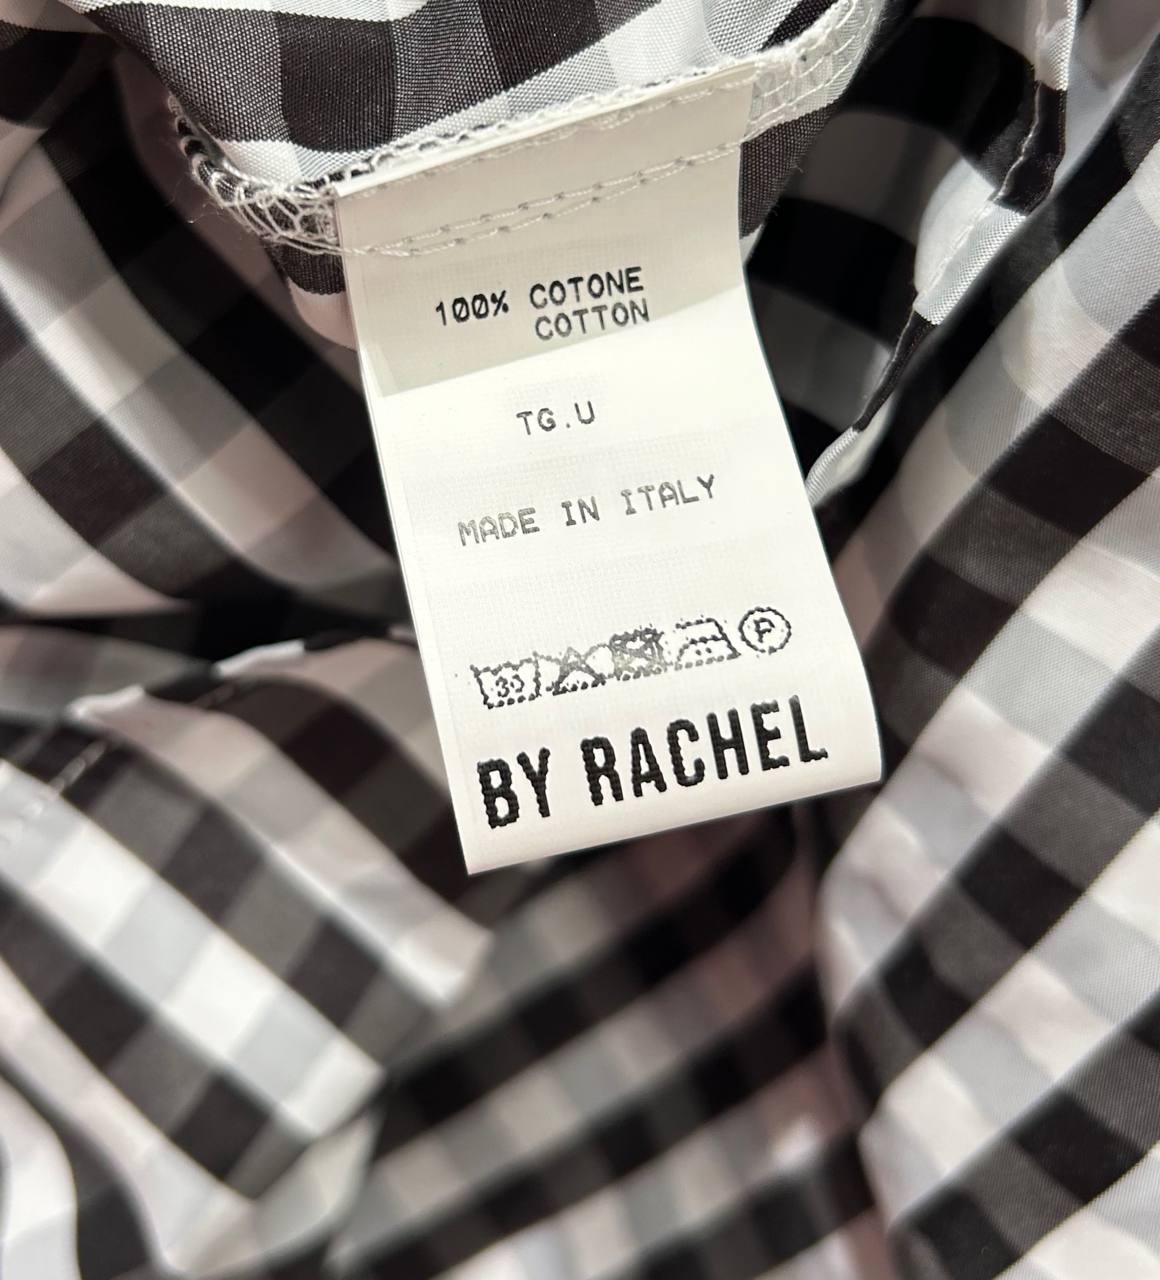 100% COTONE
COTTON
TG.U
MADE IN ITALY
30 P
BY RACHEL